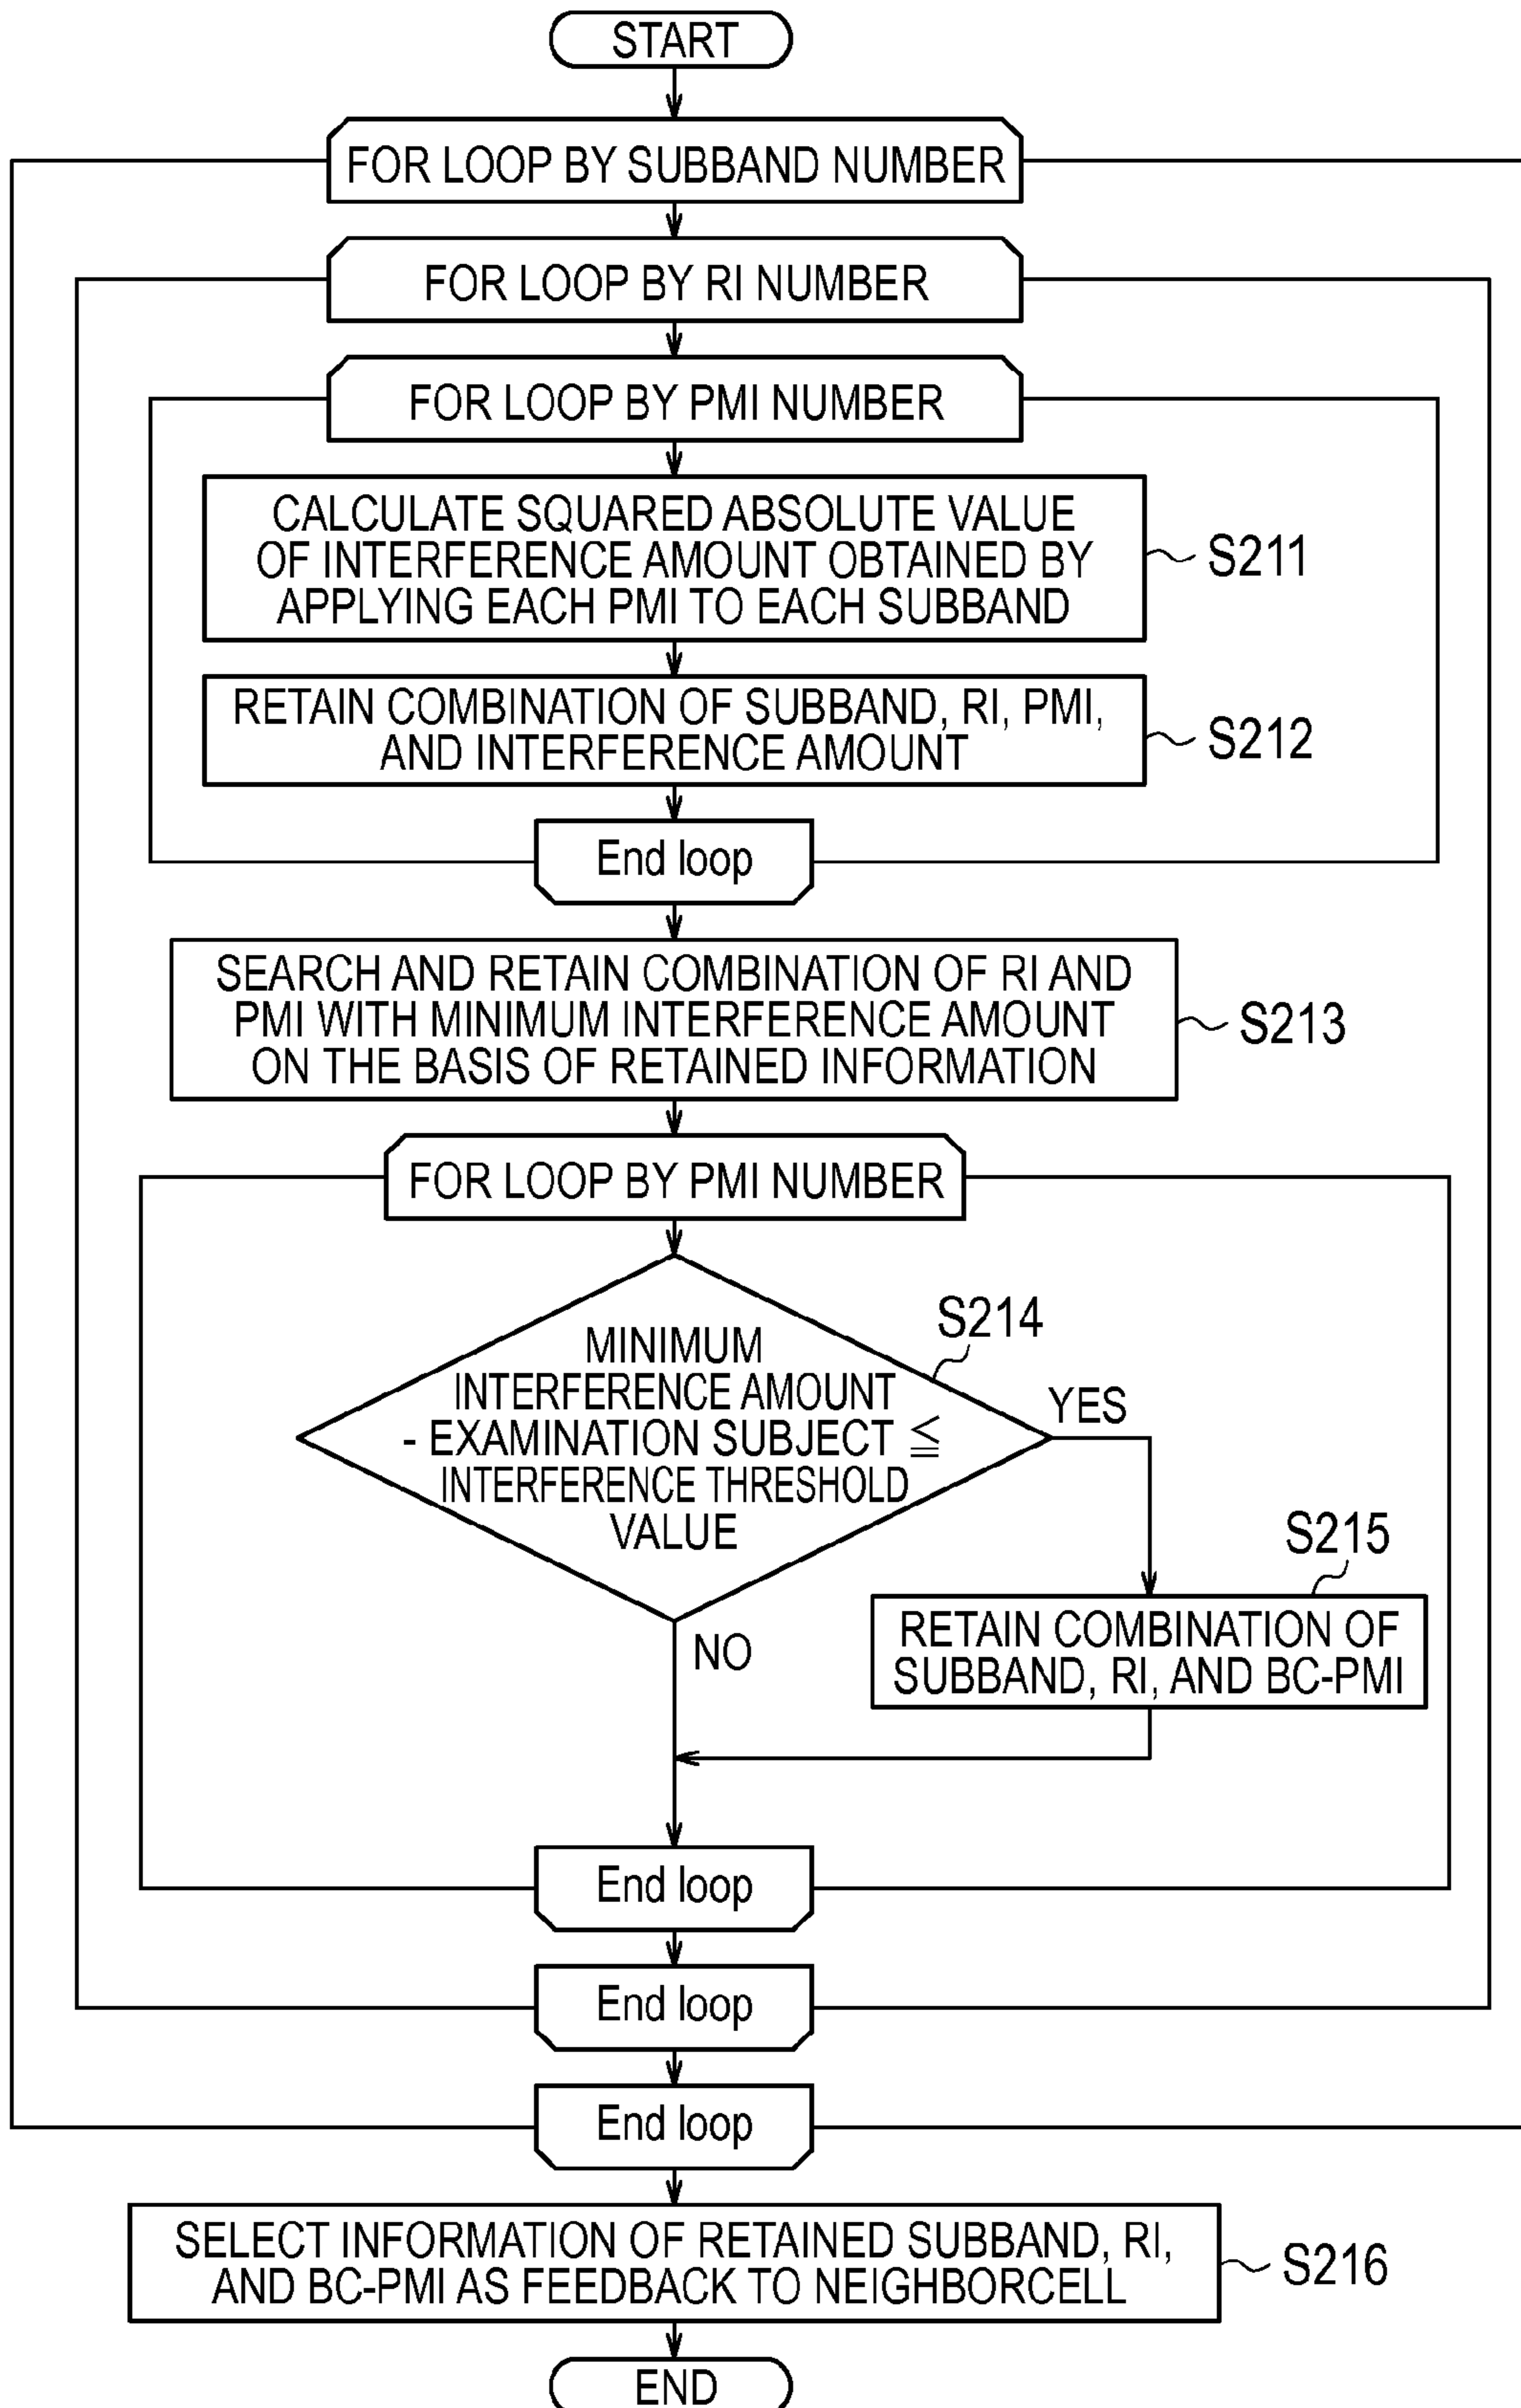 START
FOR LOOP BY SUBBAND NUMBER
FOR LOOP BY RI NUMBER
FOR LOOP BY PMI NUMBER
CALCULATE SQUARED ABSOLUTE VALUE
OF INTERFERENCE AMOUNT OBTAINED BY
APPLYING EACH PMI TO EACH SUBBAND
S211
RETAIN COMBINATION OF SUBBAND, RI, PMI,
AND INTERFERENCE AMOUNT
S212
End loop
SEARCH AND RETAIN COMBINATION OF RI AND
PMI WITH MINIMUM INTERFERENCE AMOUNT
ON THE BASIS OF RETAINED INFORMATION
S213
FOR LOOP BY PMI NUMBER
S214
MINIMUM
INTERFERENCE AMOUNT
- EXAMINATION SUBJECT ≦
INTERFERENCE THRESHOLD
VALUE
YES
NO
S215
RETAIN COMBINATION OF
SUBBAND, RI, AND BC-PMI
End loop
End loop
End loop
SELECT INFORMATION OF RETAINED SUBBAND, RI,
AND BC-PMI AS FEEDBACK TO NEIGHBORCELL
S216
END